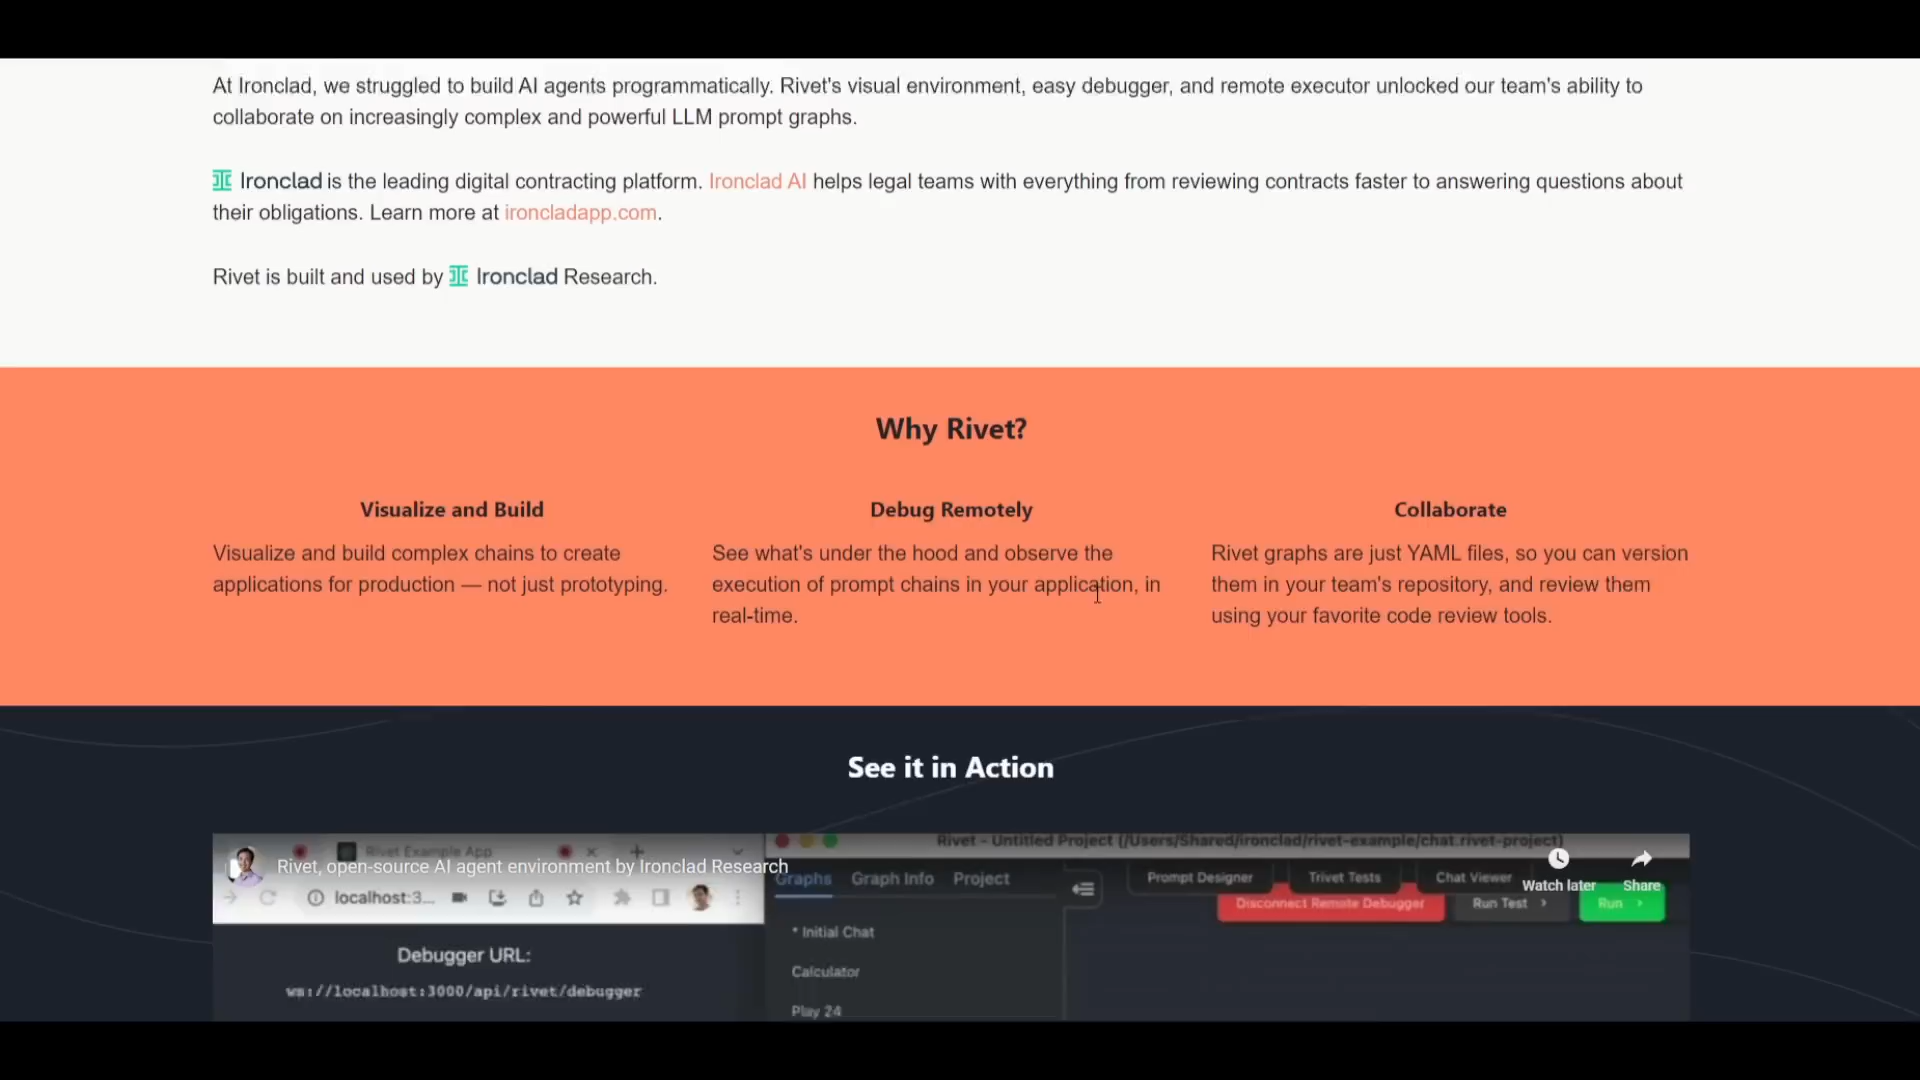 At Ironclad, we struggled to build AI agents programmatically. Rivet's visual environment, easy debugger, and remote executor unlocked our team's ability to
collaborate on increasingly complex and powerful LLM prompt graphs.
Ironclad is the leading digital contracting platform. Ironclad AI helps legal teams with everything from reviewing contracts faster to answering questions about
their obligations. Learn more at ironcladapp.com.
Rivet is built and used by Ironclad Research.
Why Rivet?
Visualize and Build
Visualize and build complex chains to create
applications for production — not just prototyping.
Debug Remotely
See what's under the hood and observe the
execution of prompt chains in your application, in
real-time.
Collaborate
Rivet graphs are just YAML files, so you can version
them in your team's repository, and review them
using your favorite code review tools.
See it in Action
Rivet Example App
Rivet, open-source AI agent environment by Ironclad Research
localhost:3...
Debugger URL:
ws://localhost:3000/api/rivet/debugger
Rivet - Untitled Project (/Users/Shared/ironclad/rivet-example/chat.rivet-project)
Graphs Graph Info Project
Prompt Designer Trivet Tests Chat Viewer
Watch later Share
Disconnect Remote Debugger Run Test Run
* Initial Chat
Calculator
Play 24